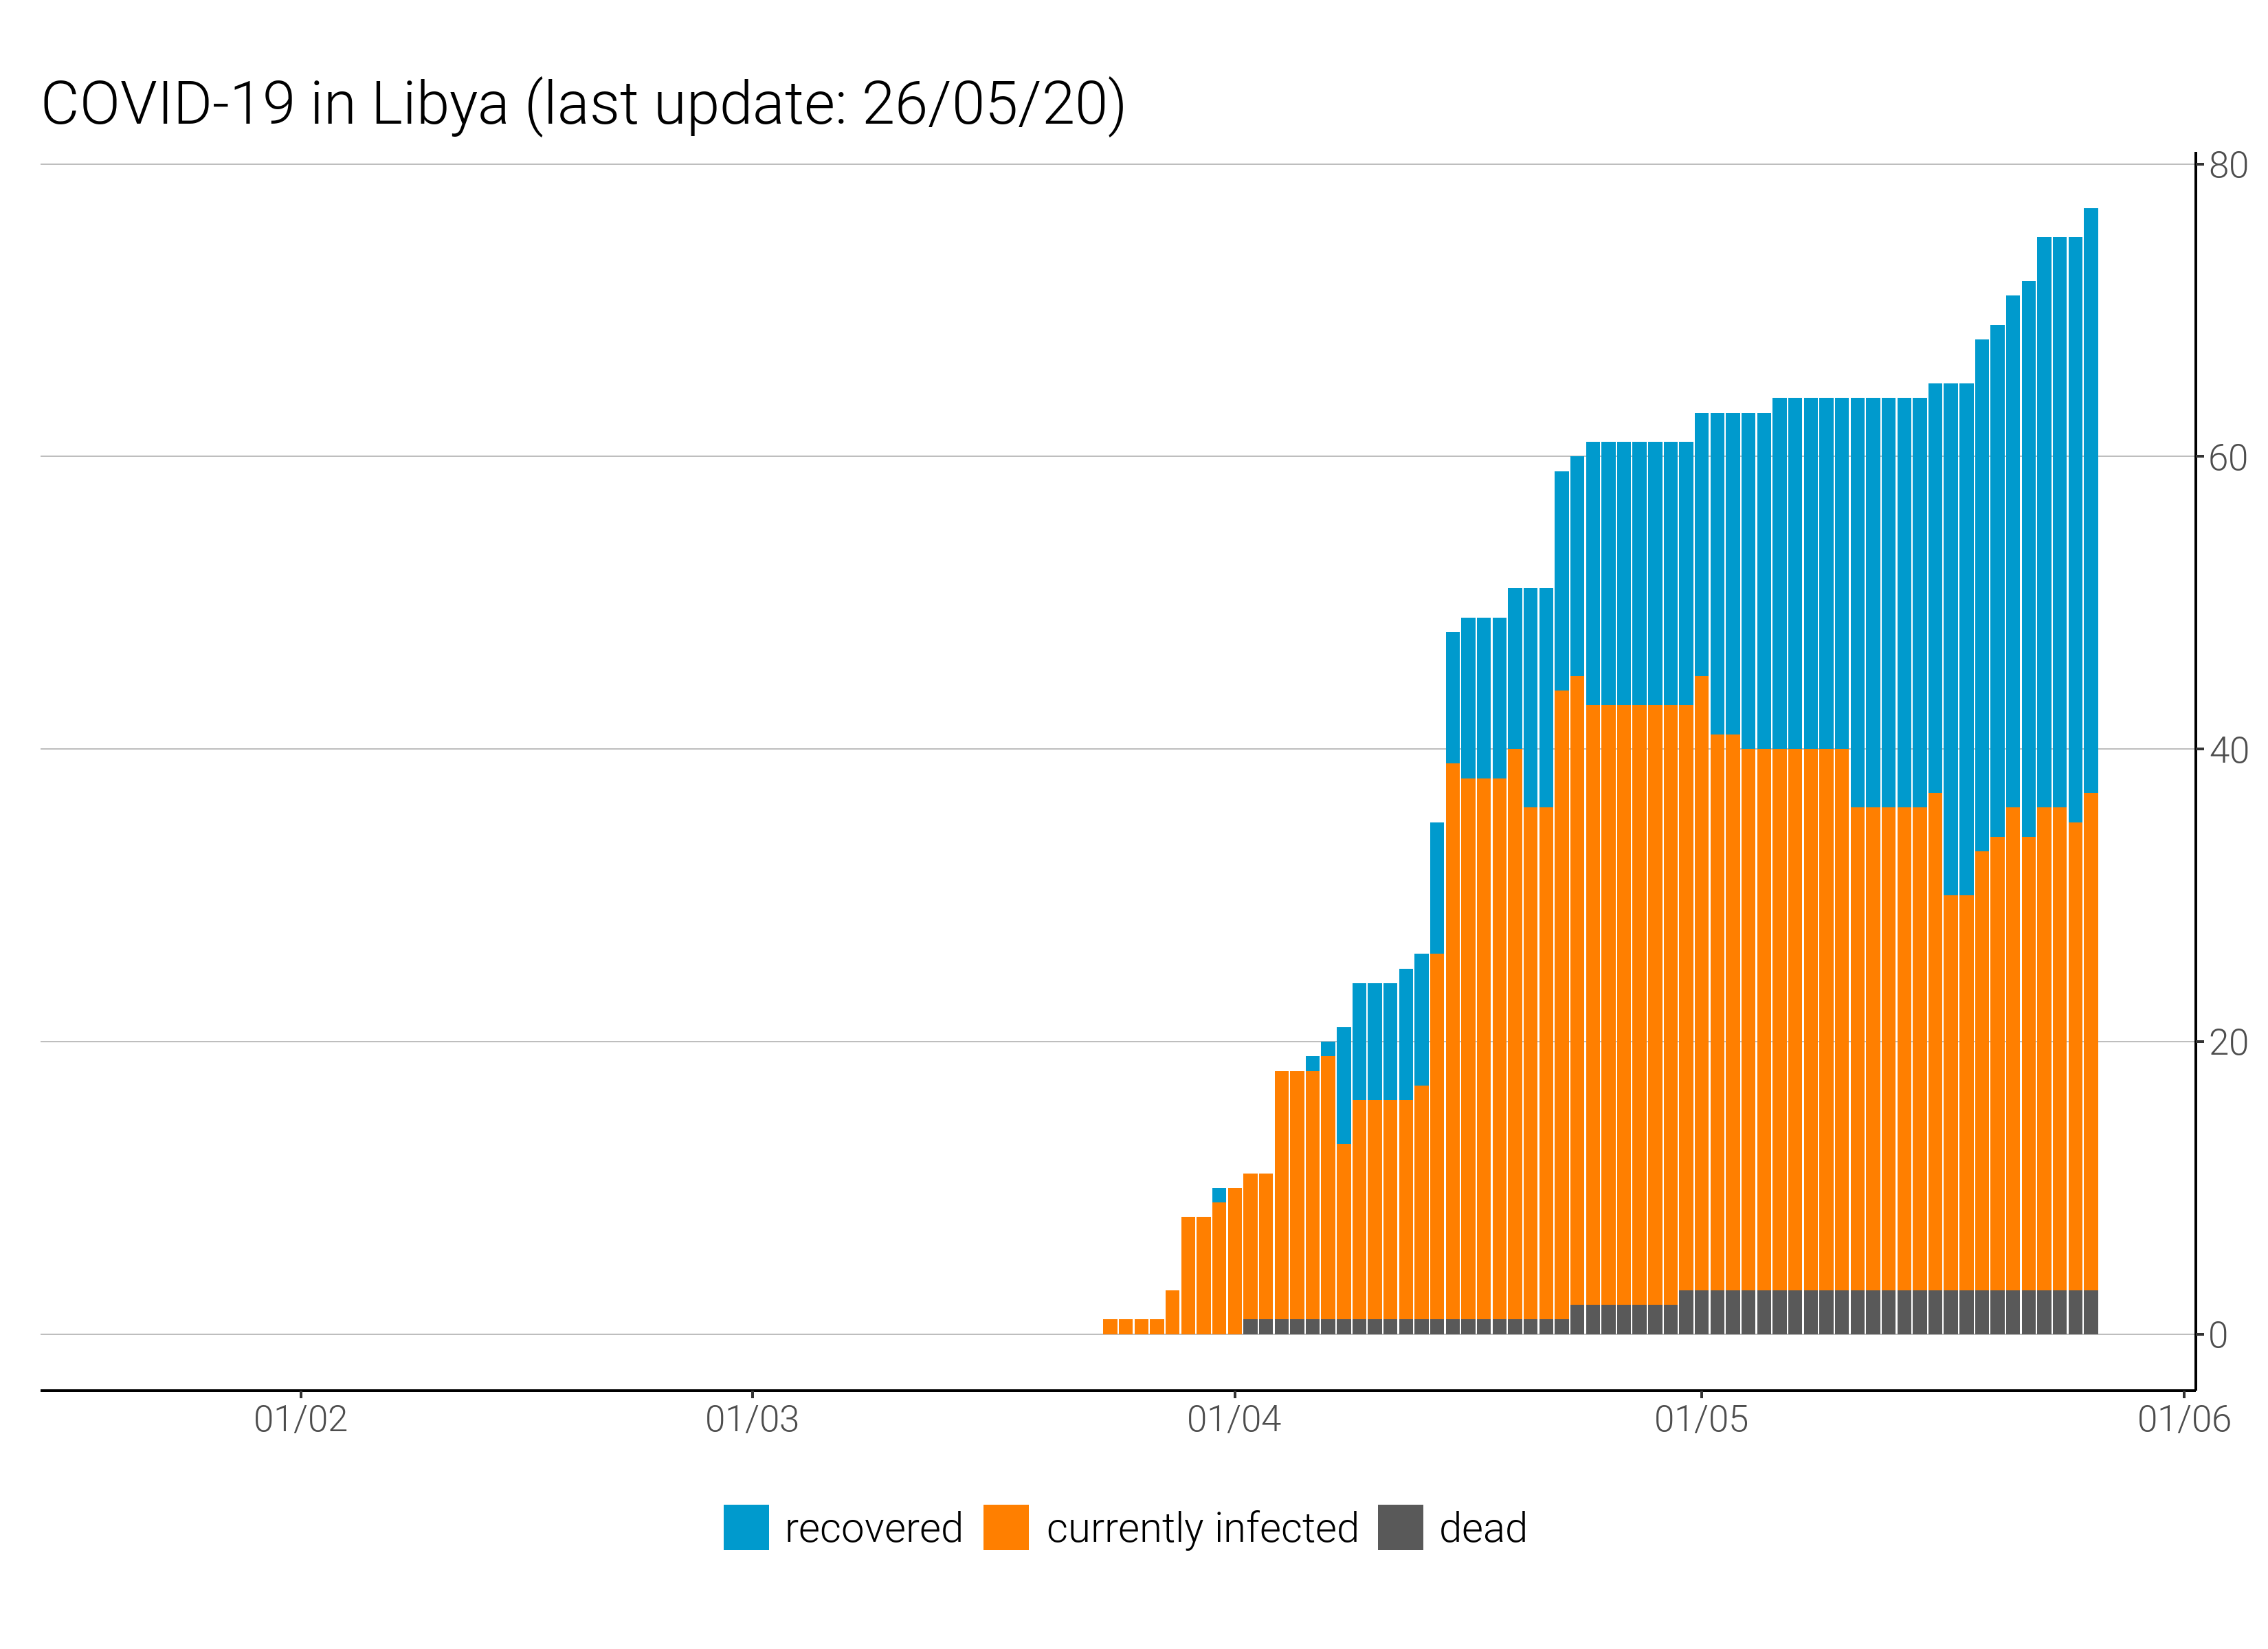 COVID-19 in Libya (last update: 26/05/20)
80
60
40
20
0
01/02 01/03 01/04 01/05 01/06
recovered currently infected dead